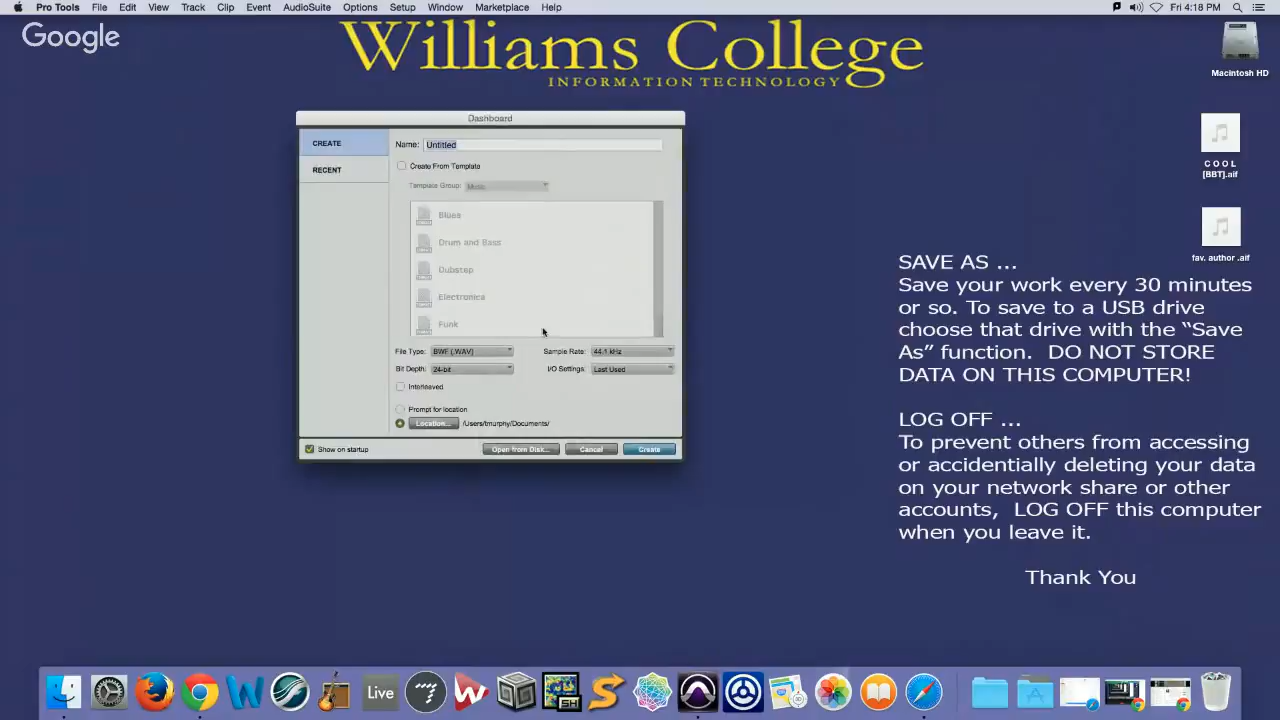 Pro Tools File Edit View Track Clip Event AudioSuite Options Setup Window Marketplace Help Fri 4:18 PM
Google
Williams College
INFORMATION TECHNOLOGY
Macintosh HD
Dashboard
CREATE
RECENT
Name: Untitled
Create From Template
Template Group: Music
Blues
Drum and Bass
Dubstep
Electronica
Funk
File Type: BWF (.WAV) Sample Rate: 44.1 kHz
Bit Depth: 24-bit I/O Settings: Last Used
Interleaved
Prompt for location
Location... /Users/tmurphy/Documents/
Show on startup Open from Disk... Cancel Create
C O O L
[BBT].aif
fav. author .aif
SAVE AS ...
Save your work every 30 minutes
or so. To save to a USB drive
choose that drive with the “Save
As” function. DO NOT STORE
DATA ON THIS COMPUTER!
LOG OFF ...
To prevent others from accessing
or accidentially deleting your data
on your network share or other
accounts, LOG OFF this computer
when you leave it.
Thank You
Live